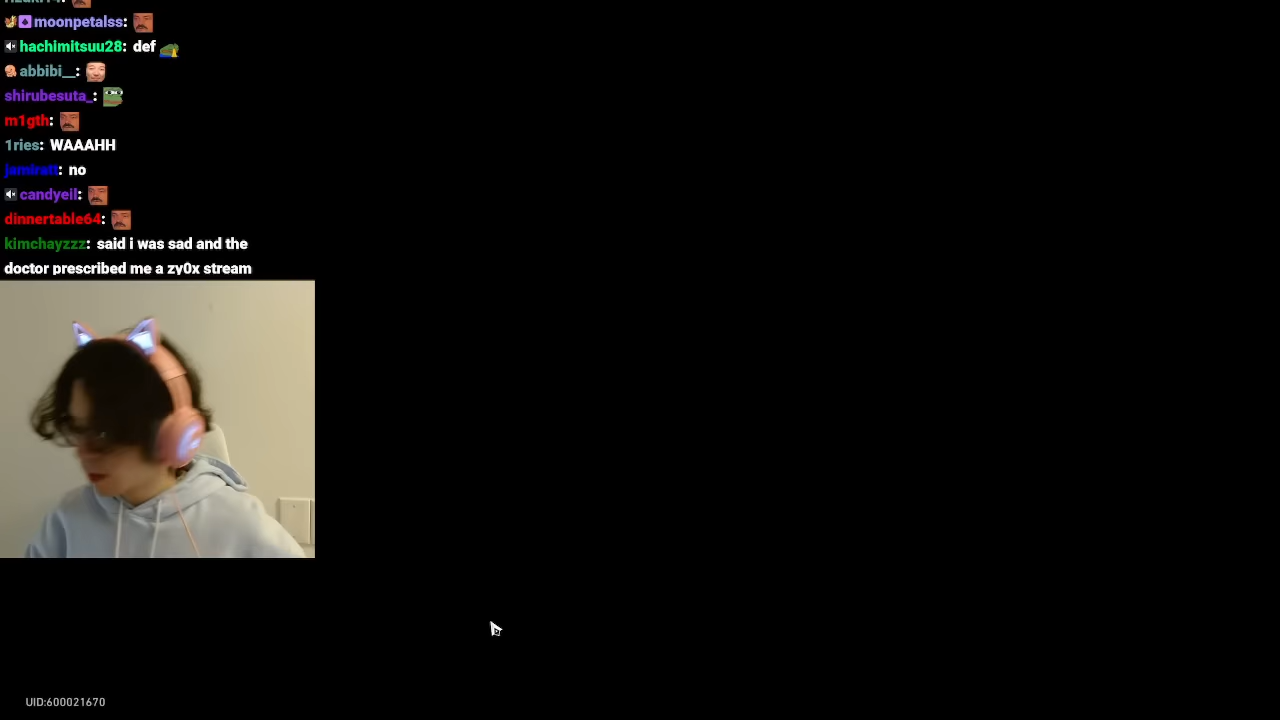 moonpetalss:
hachimitsuu28: def
abbibi__:
shirubesuta_:
m1gth:
1ries: WAAAHH
jamiratt: no
candyeil:
dinnertable64:
kimchayzzz: said i was sad and the
doctor prescribed me a zy0x stream
UID:600021670